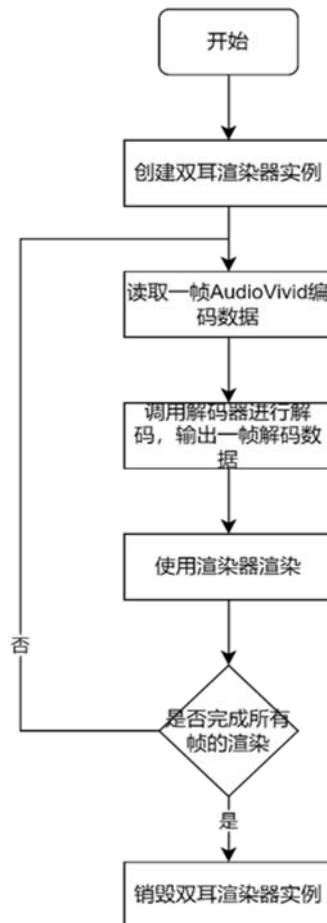 开始
创建双耳渲染器实例
读取一帧AudioVivid编
码数据
调用解码器进行解
码，输出一帧解码数
据
使用渲染器渲染
否
是否完成所有
帧的渲染
是
销毁双耳渲染器实例